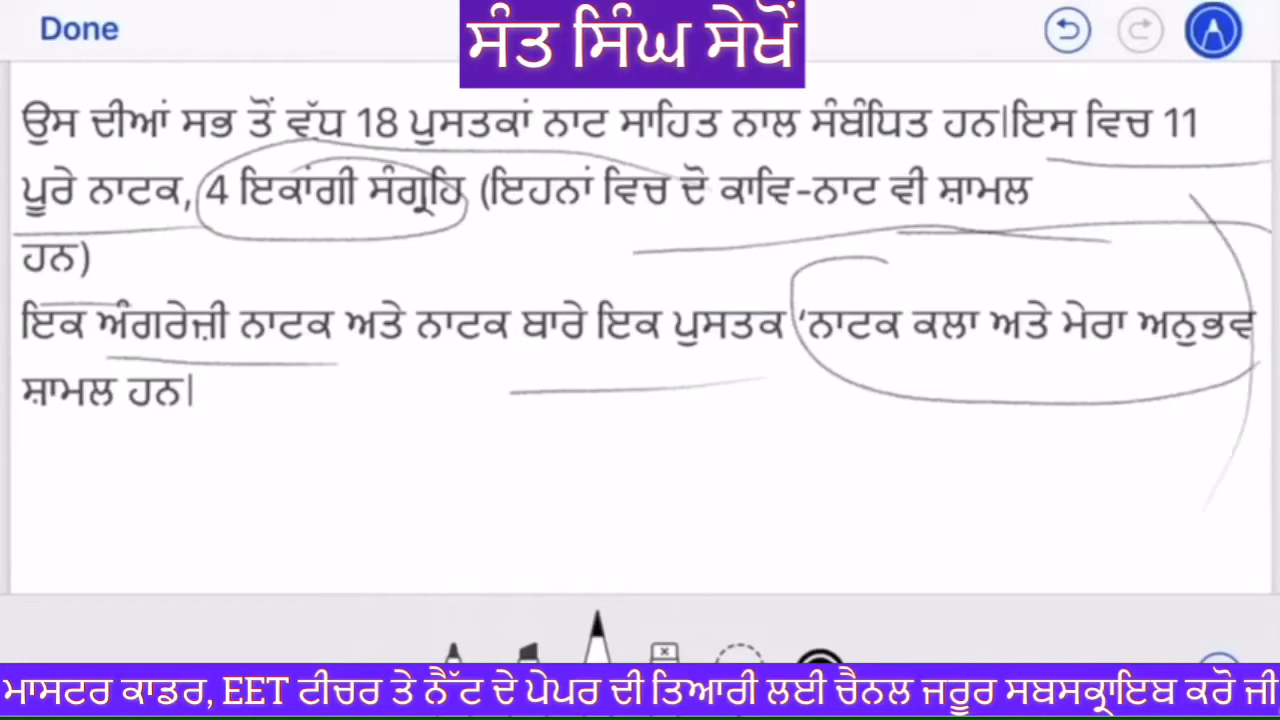 Done
ਸੰਤ ਸਿੰਘ ਸੇਖੋਂ
ਉਸ ਦੀਆਂ ਸਭ ਤੋਂ ਵੱਧ 18 ਪੁਸਤਕਾਂ ਨਾਟ ਸਾਹਿਤ ਨਾਲ ਸੰਬੰਧਿਤ ਹਨ|ਇਸ ਵਿਚ 11
ਪੂਰੇ ਨਾਟਕ, 4 ਇਕਾਂਗੀ ਸੰਗ੍ਰਹਿ (ਇਹਨਾਂ ਵਿਚ ਦੋ ਕਾਵਿ-ਨਾਟ ਵੀ ਸ਼ਾਮਲ
ਹਨ)
ਇਕ ਅੰਗਰੇਜ਼ੀ ਨਾਟਕ ਅਤੇ ਨਾਟਕ ਬਾਰੇ ਇਕ ਪੁਸਤਕ ‘ਨਾਟਕ ਕਲਾ ਅਤੇ ਮੇਰਾ ਅਨੁਭਵ
ਸ਼ਾਮਲ ਹਨ|
ਮਾਸਟਰ ਕਾਡਰ, EET ਟੀਚਰ ਤੇ ਨੈੱਟ ਦੇ ਪੇਪਰ ਦੀ ਤਿਆਰੀ ਲਈ ਚੈਨਲ ਜਰੂਰ ਸਬਸਕ੍ਰਾਇਬ ਕਰੋ ਜੀ